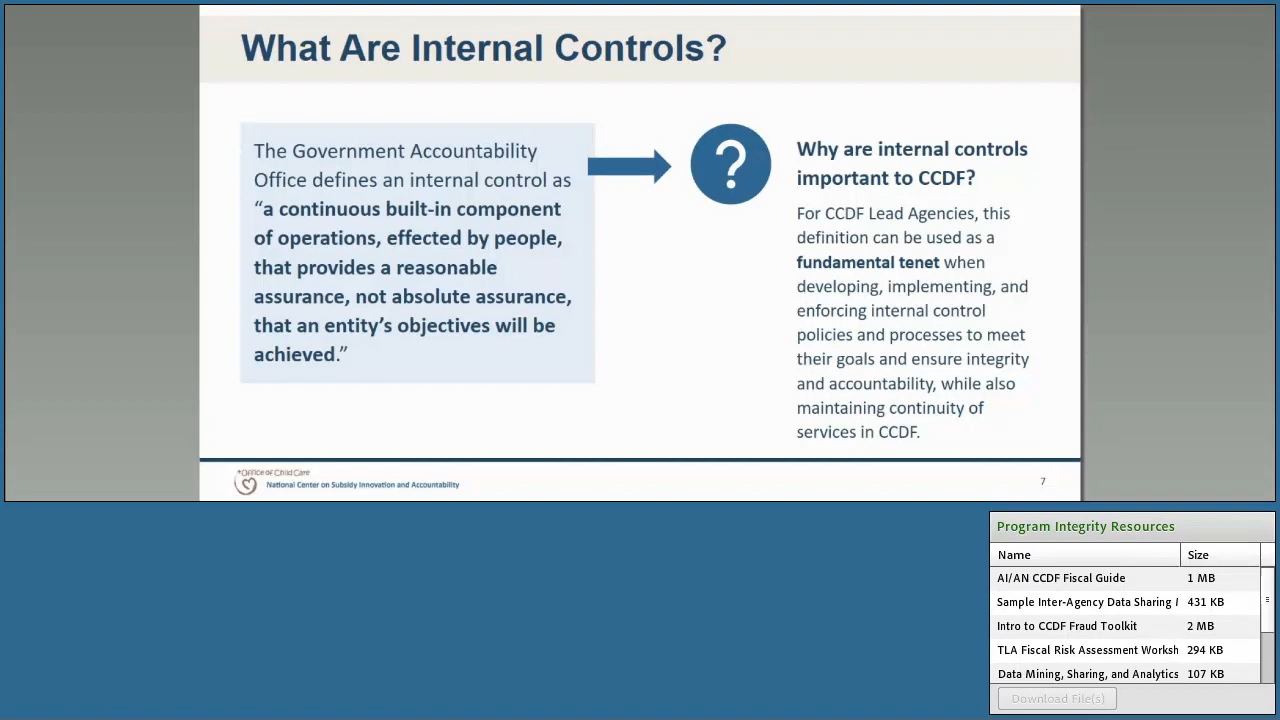 What Are Internal Controls?
The Government Accountability
Office defines an internal control as
“a continuous built-in component
of operations, effected by people,
that provides a reasonable
assurance, not absolute assurance,
that an entity’s objectives will be
achieved.”
?
Why are internal controls
important to CCDF?
For CCDF Lead Agencies, this
definition can be used as a
fundamental tenet when
developing, implementing, and
enforcing internal control
policies and processes to meet
their goals and ensure integrity
and accountability, while also
maintaining continuity of
services in CCDF.
Office of Child Care
National Center on Subsidy Innovation and Accountability
7
Program Integrity Resources
Name Size
AI/AN CCDF Fiscal Guide 1 MB
Sample Inter-Agency Data Sharing 431 KB
Intro to CCDF Fraud Toolkit 2 MB
TLA Fiscal Risk Assessment Worksh 294 KB
Data Mining, Sharing, and Analytics 107 KB
Download File(s)